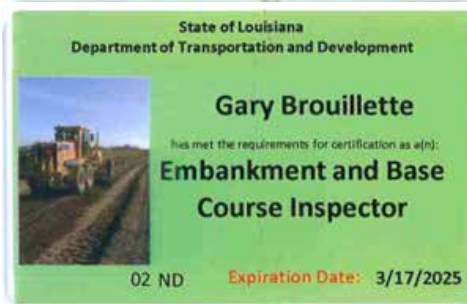 State of Louisiana
Department of Transportation and Development
Gary Brouillette
has met the requirements for certification as a(n):
Embankment and Base
Course Inspector
02 ND Expiration Date: 3/17/2025